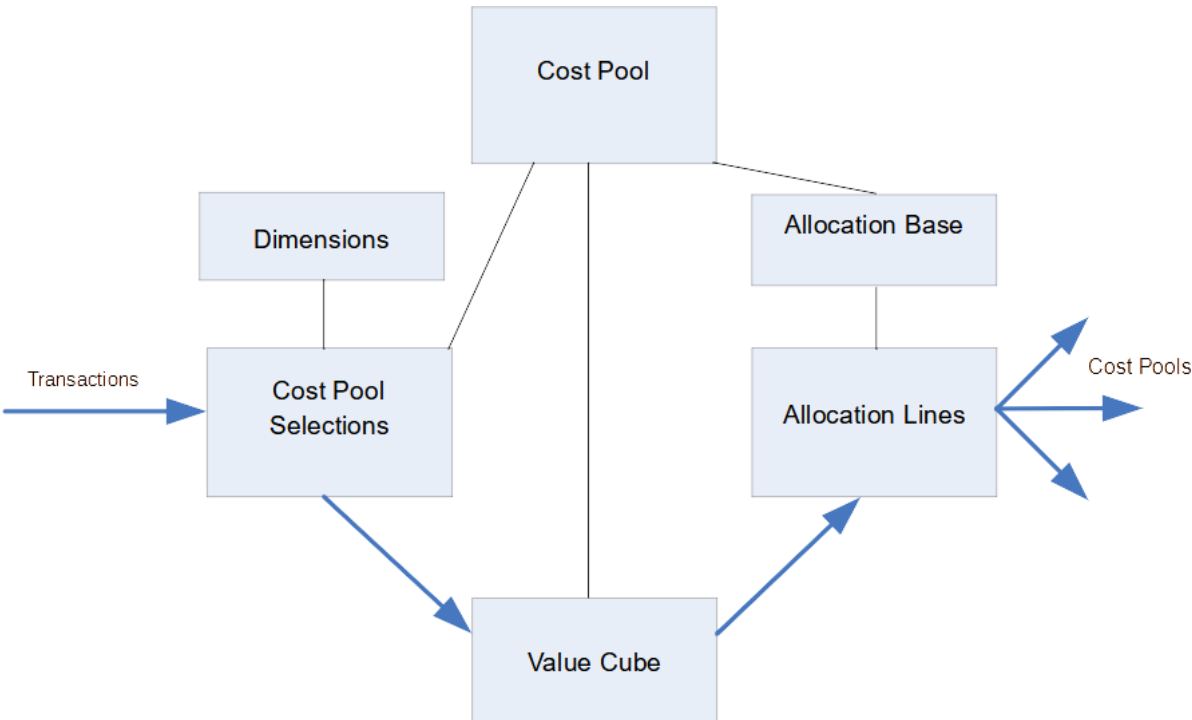 Cost Pool
Dimensions
Allocation Base
Transactions
Cost Pool
Selections
Allocation Lines
Cost Pools
Value Cube